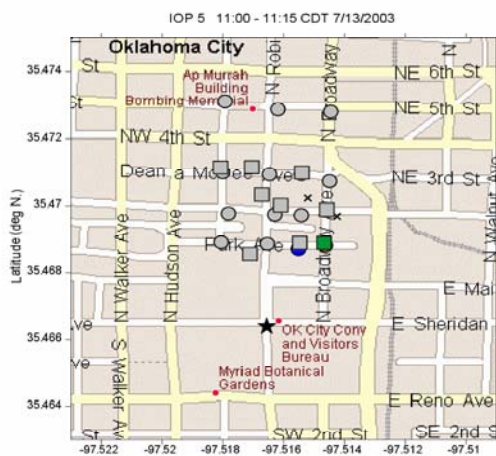 IOP 5 11:00 - 11:15 CDT 7/13/2003
Oklahoma City
St
N Robi
N Broadway
NE 6th St
Ap Murrah
Building
Bombing Memorial
35.474
St
NE 5th St
35.472
NW 4th St
Dean a McGee Ave
NE 3rd St
35.47
Latitude (deg N.)
N Walker Ave
N Hudson Ave
Park Ave
N Broadway Ave
N Walnut
35.468
E Mai
ve
E Sheridan
35.466
OK City Conv
and Visitors
Bureau
Myriad Botanical
Gardens
S Walker Av
35.464
E Reno Ave
St
SW 2nd St
SE 2nd St
-97.522
-97.52
-97.518
-97.516
-97.514
-97.512
-97.51